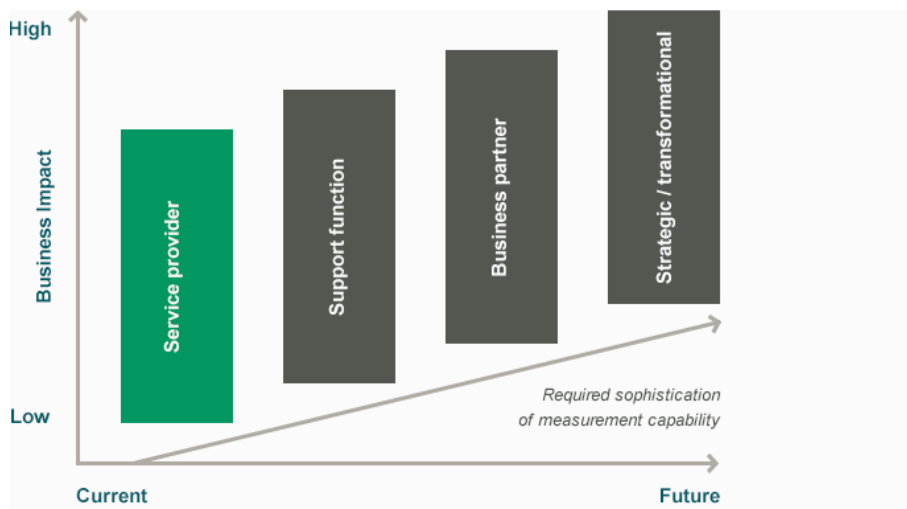 High
Business Impact
Low
Service provider
Support function
Business partner
Strategic / transformational
Required sophistication
of measurement capability
Current
Future